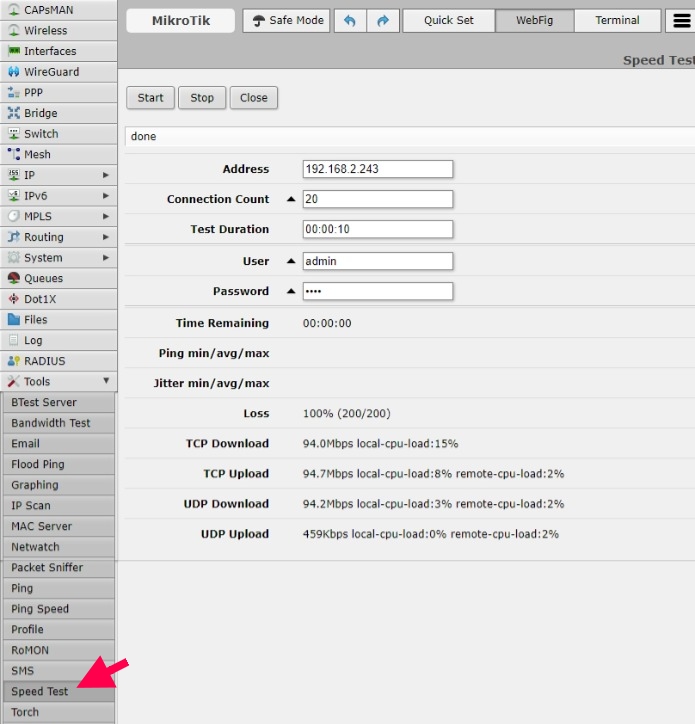 CAPsMAN
Wireless
Interfaces
WireGuard
PPP
Bridge
Switch
Mesh
IP
IPv6
MPLS
Routing
System
Queues
Dot1X
Files
Log
RADIUS
Tools
BTest Server
Bandwidth Test
Email
Flood Ping
Graphing
IP Scan
MAC Server
Netwatch
Packet Sniffer
Ping
Ping Speed
Profile
RoMON
SMS
Speed Test
Torch
MikroTik Safe Mode Quick Set WebFig Terminal
Speed Test
Start Stop Close
done
Address 192.168.2.243
Connection Count 20
Test Duration 00:00:10
User admin
Password ••••
Time Remaining 00:00:00
Ping min/avg/max
Jitter min/avg/max
Loss 100% (200/200)
TCP Download 94.0Mbps local-cpu-load:15%
TCP Upload 94.7Mbps local-cpu-load:8% remote-cpu-load:2%
UDP Download 94.2Mbps local-cpu-load:3% remote-cpu-load:2%
UDP Upload 459Kbps local-cpu-load:0% remote-cpu-load:2%